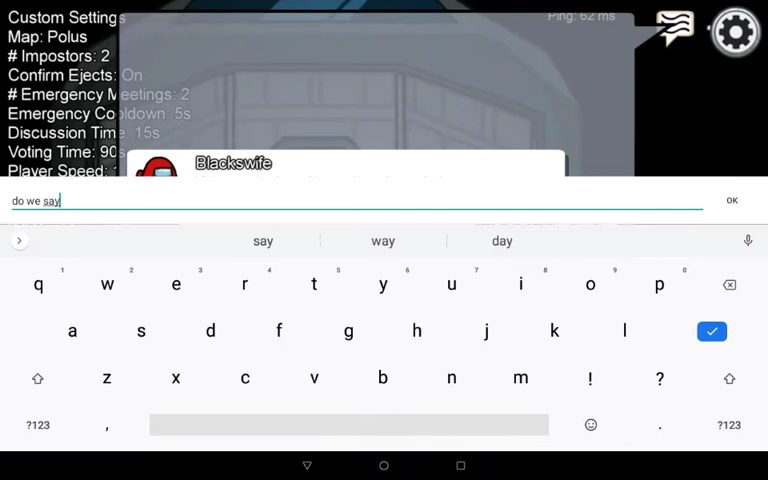 Custom Settings
Ping: 62 ms
Map: Polus
# Impostors: 2
Confirm Ejects: On
# Emergency Meetings: 2
Emergency Cooldown: 5s
Discussion Time: 15s
Voting Time: 90s
Blackswife
Player Speed:
do we say
OK
say way day
1 2 3 4 5 6 7 8 9 0
q w e r t y u i o p
a s d f g h j k l
z x c v b n m ! ?
?123 , . ?123